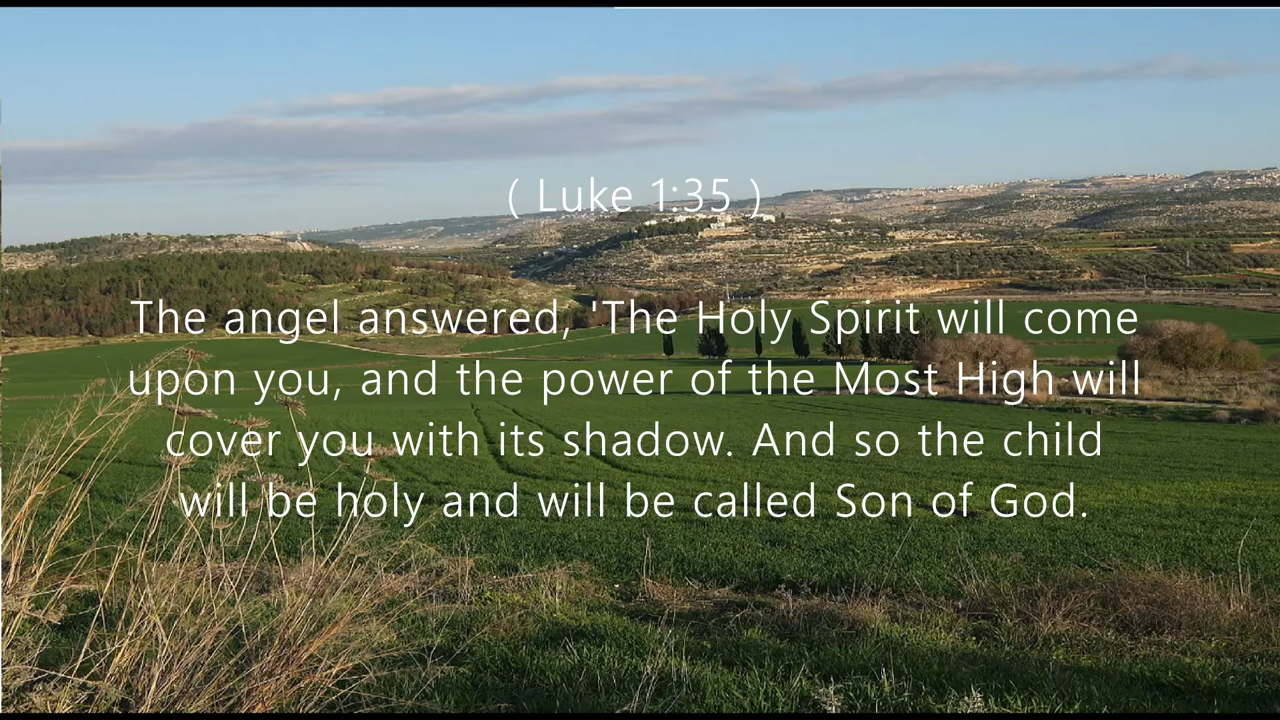 ( Luke 1:35 )
The angel answered, 'The Holy Spirit will come
upon you, and the power of the Most High will
cover you with its shadow. And so the child
will be holy and will be called Son of God.